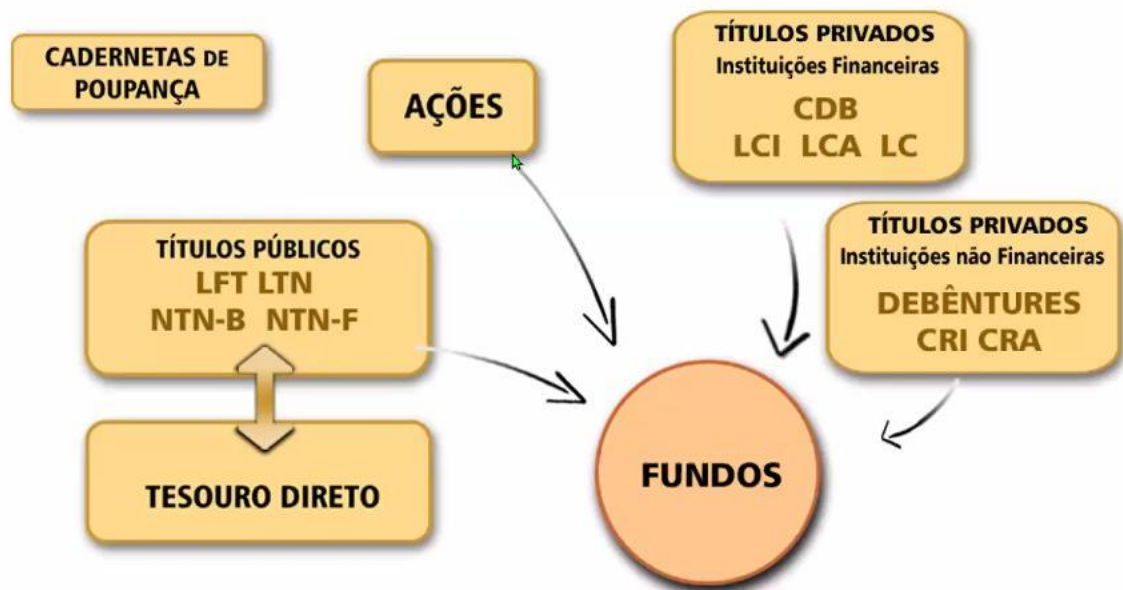 CADERNETAS DE
POUPANÇA
AÇÕES
TÍTULOS PRIVADOS
Instituições Financeiras
CDB
LCI LCA LC
TÍTULOS PRIVADOS
Instituições não Financeiras
DEBÊNTURES
CRI CRA
TÍTULOS PÚBLICOS
LFT LTN
NTN-B NTN-F
TESOURO DIRETO
FUNDOS